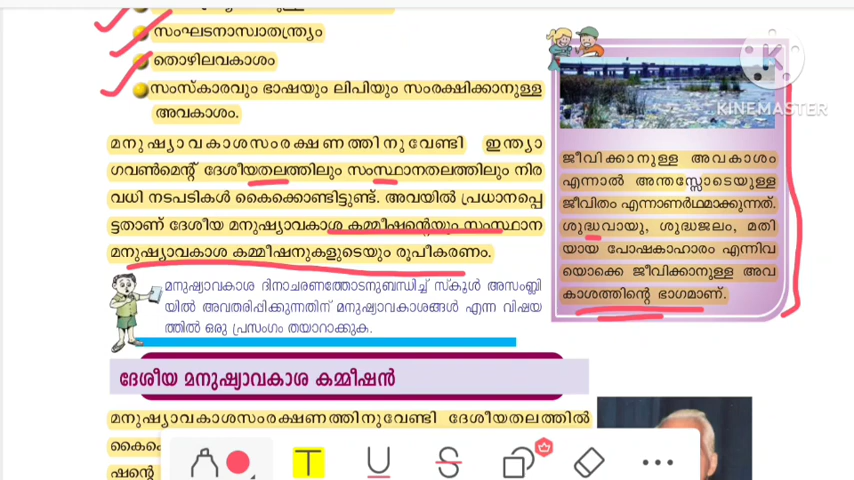 സംഘടനാസ്വാതന്ത്ര്യം
തൊഴിലവകാശം
സംസ്കാരവും ഭാഷയും ലിപിയും സംരക്ഷിക്കാനുള്ള
അവകാശം.
മനുഷ്യാവകാശസംരക്ഷണത്തിനുവേണ്ടി ഇന്ത്യാ
ഗവൺമെന്റ് ദേശീയതലത്തിലും സംസ്ഥാനതലത്തിലും നിര
വധി നടപടികൾ കൈക്കൊണ്ടിട്ടുണ്ട്. അവയിൽ പ്രധാനപ്പെ
ട്ടതാണ് ദേശീയ മനുഷ്യാവകാശ കമ്മീഷന്റെയും സംസ്ഥാന
മനുഷ്യാവകാശ കമ്മീഷനുകളുടെയും രൂപീകരണം.
മനുഷ്യാവകാശ ദിനാചരണത്തോടനുബന്ധിച്ച് സ്കൂൾ അസംബ്ലി
യിൽ അവതരിപ്പിക്കുന്നതിന് മനുഷ്യാവകാശങ്ങൾ എന്ന വിഷയ
ത്തിൽ ഒരു പ്രസംഗം തയാറാക്കുക.
KINEMASTER
ജീവിക്കാനുള്ള അവകാശം
എന്നാൽ അന്തസ്സോടെയുള്ള
ജീവിതം എന്നാണർഥമാക്കുന്നത്.
ശുദ്ധവായു, ശുദ്ധജലം, മതി
യായ പോഷകാഹാരം എന്നിവ
യൊക്കെ ജീവിക്കാനുള്ള അവ
കാശത്തിന്റെ ഭാഗമാണ്.
ദേശീയ മനുഷ്യാവകാശ കമ്മീഷൻ
മനുഷ്യാവകാശസംരക്ഷണത്തിനുവേണ്ടി ദേശീയതലത്തിൽ
T U S